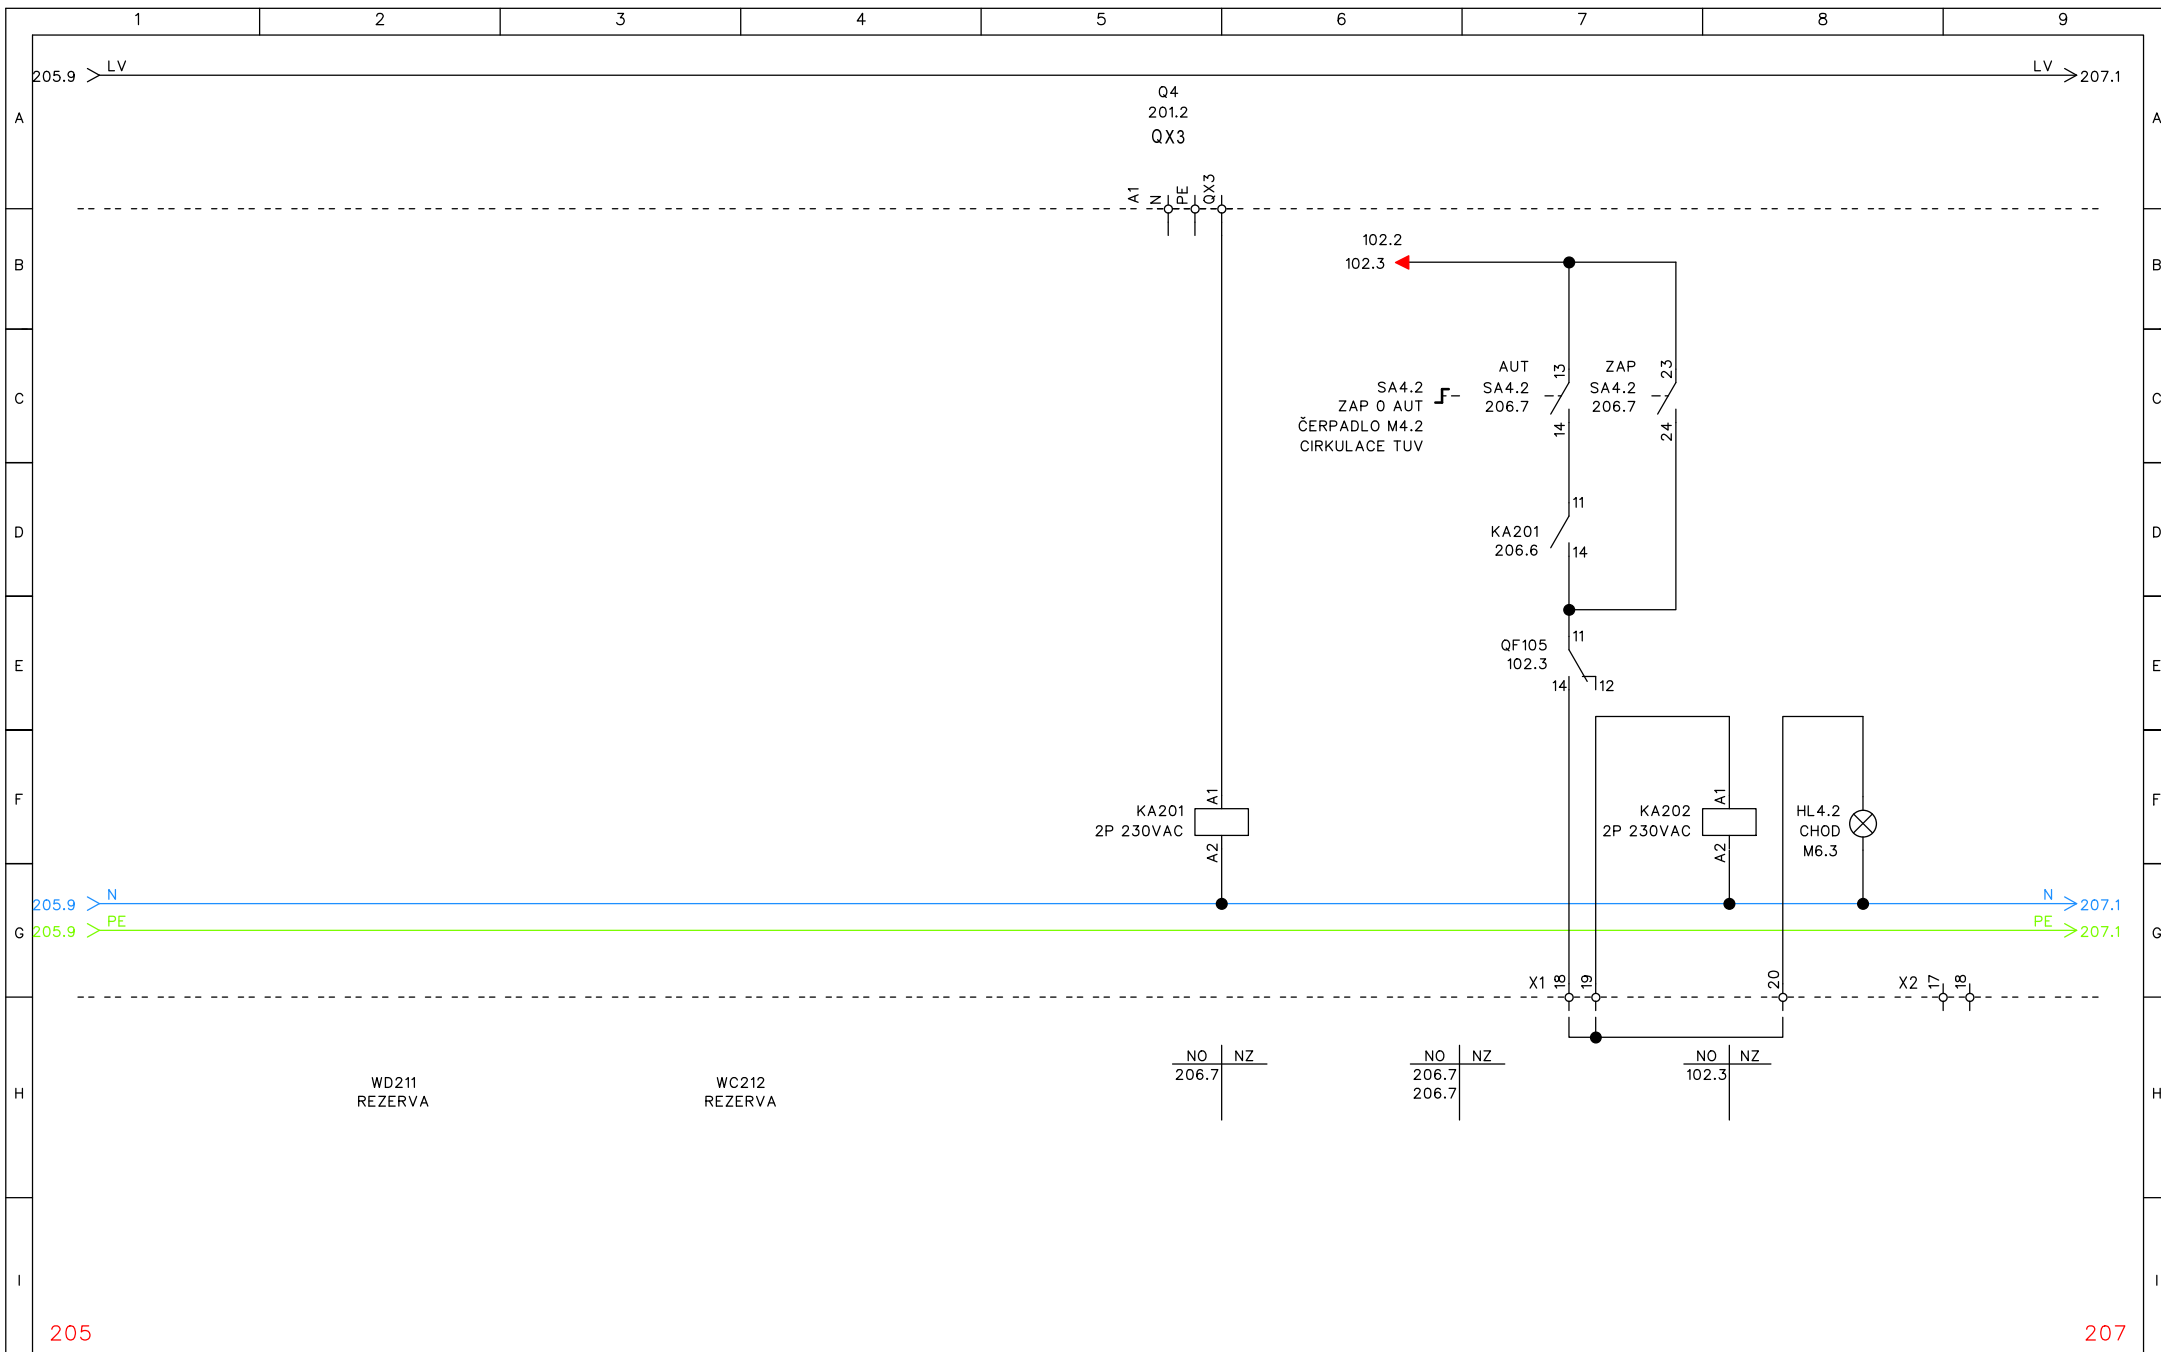 1 2 3 4 5 6 7 8 9
LV LV
205.9 207.1
Q4
201.2
QX3
A A
A1 N PE QX3
102.2
B 102.3 B
AUT 13 ZAP 23
SA4.2 SA4.2 SA4.2
ZAP 0 AUT 206.7 206.7
C C
ČERPADLO M4.2 14 24
CIRKULACE TUV
11
D KA201 D
206.6 14
11
QF105
E 102.3 E
14 12
F A1 A1 F
KA201 KA202 HL4.2
2P 230VAC 2P 230VAC CHOD
A2 A2 M6.3
N N
205.9 207.1
PE PE
G 205.9 207.1 G
X1 18 19 20 X2 17 18
NO NZ NO NZ NO NZ
206.7 206.7 102.3
WD211 WC212
H 206.7 H
REZERVA REZERVA
I I
205 207